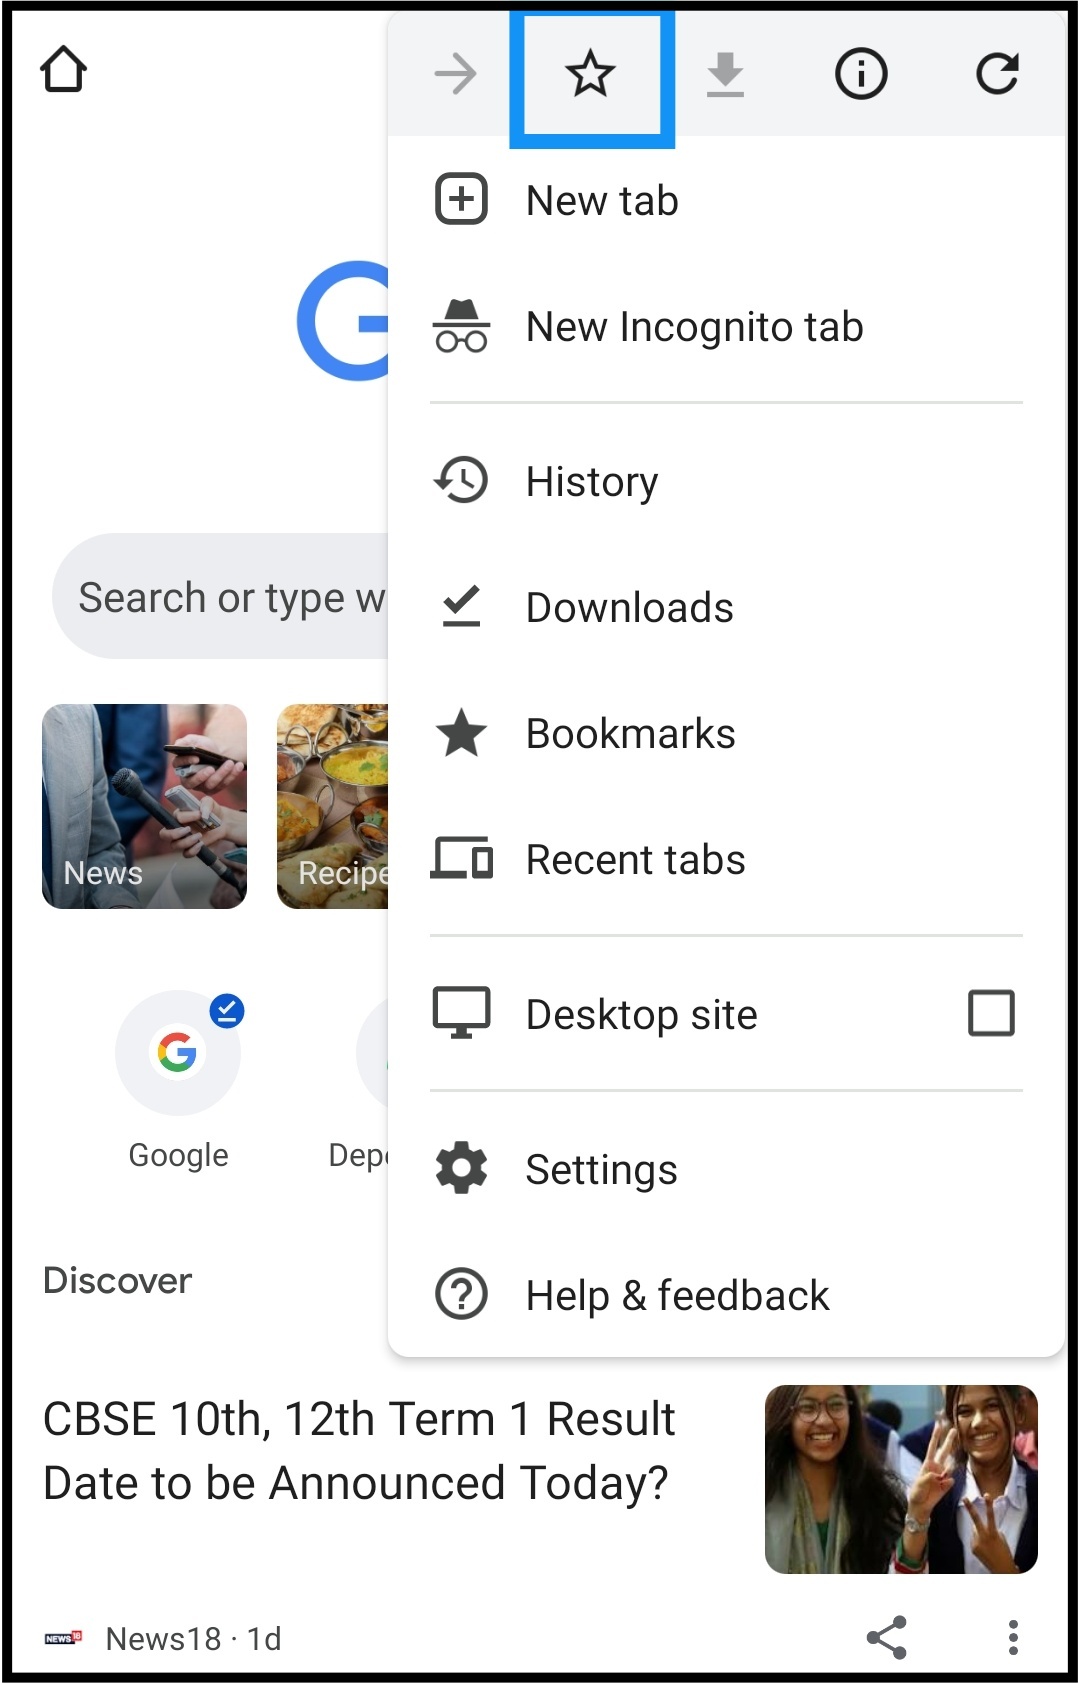 New tab
New Incognito tab
History
Search or type w
Downloads
Bookmarks
News
Recipe
Recent tabs
Desktop site
Google
Depo
Settings
Discover
Help & feedback
CBSE 10th, 12th Term 1 Result
Date to be Announced Today?
NEWS18
News18 · 1d